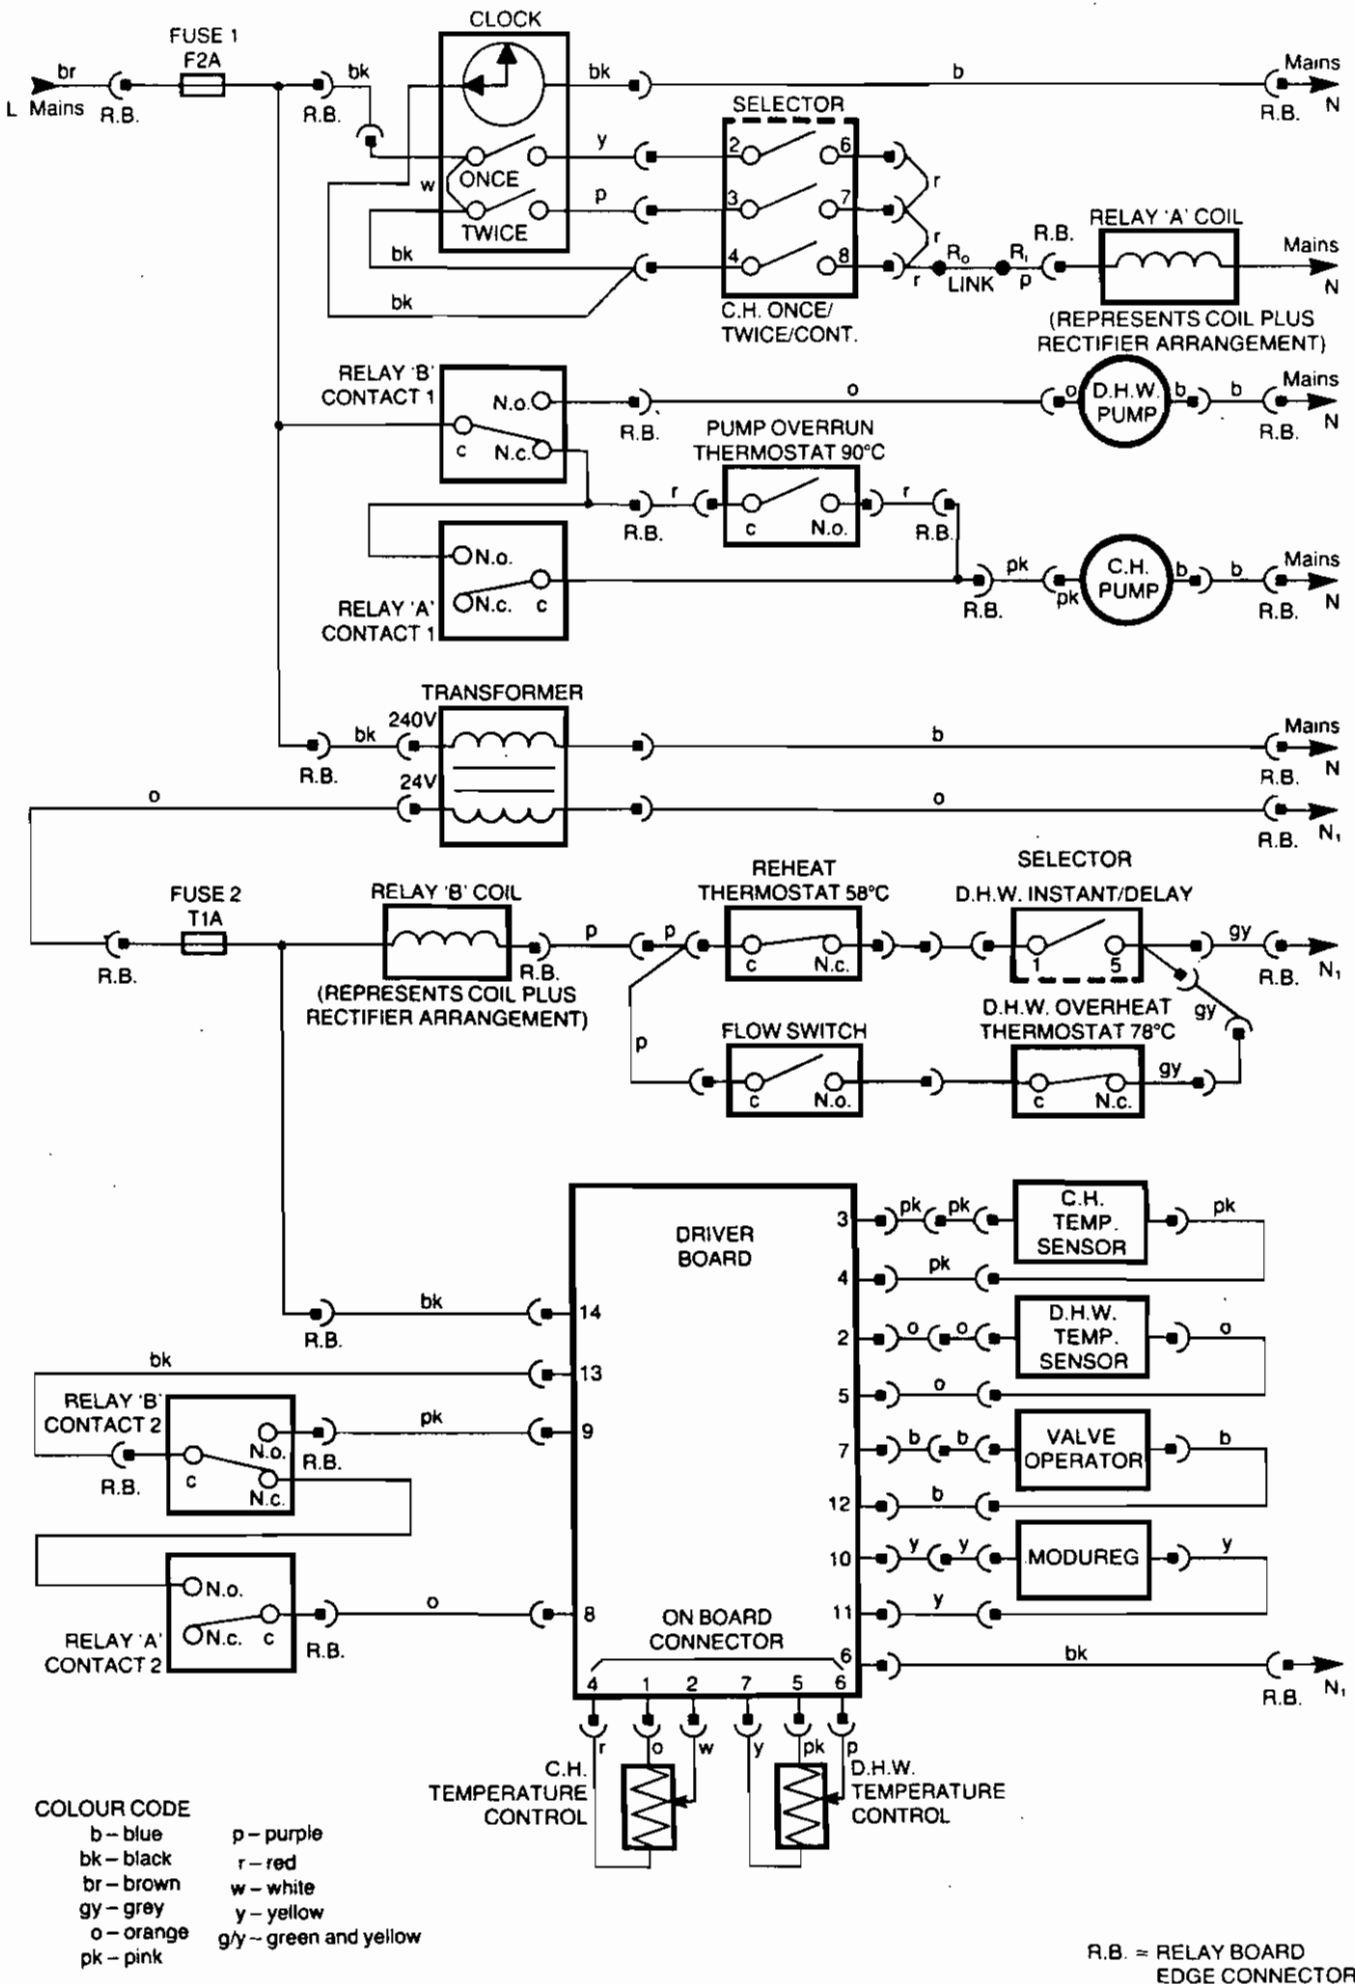 CLOCK
FUSE 1
F2A
br
bk
bk
b
Mains
L Mains
R.B.
R.B.
R.B.
N
SELECTOR
y
2
6
w
ONCE
r
p
3
7
TWICE
r
RELAY 'A' COIL
bk
4
8
R₀
R₁
R.B.
Mains
r
LINK
p
N
bk
C.H. ONCE/
TWICE/CONT.
(REPRESENTS COIL PLUS
RECTIFIER ARRANGEMENT)
RELAY 'B'
CONTACT 1
N.o.
c
N.c.
o
R.B.
o
D.H.W.
PUMP
b
b
Mains
R.B.
N
PUMP OVERRUN
THERMOSTAT 90°C
r
c
N.o.
r
R.B.
R.B.
N.o.
N.c.
c
RELAY 'A'
CONTACT 1
pk
R.B.
pk
C.H.
PUMP
b
b
Mains
R.B.
N
TRANSFORMER
240V
bk
R.B.
b
Mains
R.B.
N
24V
o
o
R.B.
N₁
FUSE 2
T1A
R.B.
RELAY 'B' COIL
R.B.
(REPRESENTS COIL PLUS
RECTIFIER ARRANGEMENT)
p
p
REHEAT
THERMOSTAT 58°C
c
N.c.
SELECTOR
D.H.W. INSTANT/DELAY
1
5
gy
R.B.
N₁
gy
p
FLOW SWITCH
c
N.o.
D.H.W. OVERHEAT
THERMOSTAT 78°C
c
N.c.
gy
DRIVER
BOARD
3
pk
pk
C.H.
TEMP.
SENSOR
pk
4
pk
14
bk
R.B.
2
o
o
D.H.W.
TEMP.
SENSOR
o
13
bk
5
o
RELAY 'B'
CONTACT 2
N.o.
c
N.c.
R.B.
R.B.
pk
9
7
b
b
VALVE
OPERATOR
b
12
b
10
y
y
MODUREG
y
N.o.
N.c.
c
RELAY 'A'
CONTACT 2
R.B.
o
8
11
y
ON BOARD
CONNECTOR
6
bk
R.B.
N₁
4
1
2
7
5
6
r
o
w
y
pk
p
C.H.
TEMPERATURE
CONTROL
D.H.W.
TEMPERATURE
CONTROL
COLOUR CODE
b – blue
p – purple
bk – black
r – red
br – brown
w – white
gy – grey
y – yellow
o – orange
g/y – green and yellow
pk – pink
R.B. = RELAY BOARD
EDGE CONNECTOR